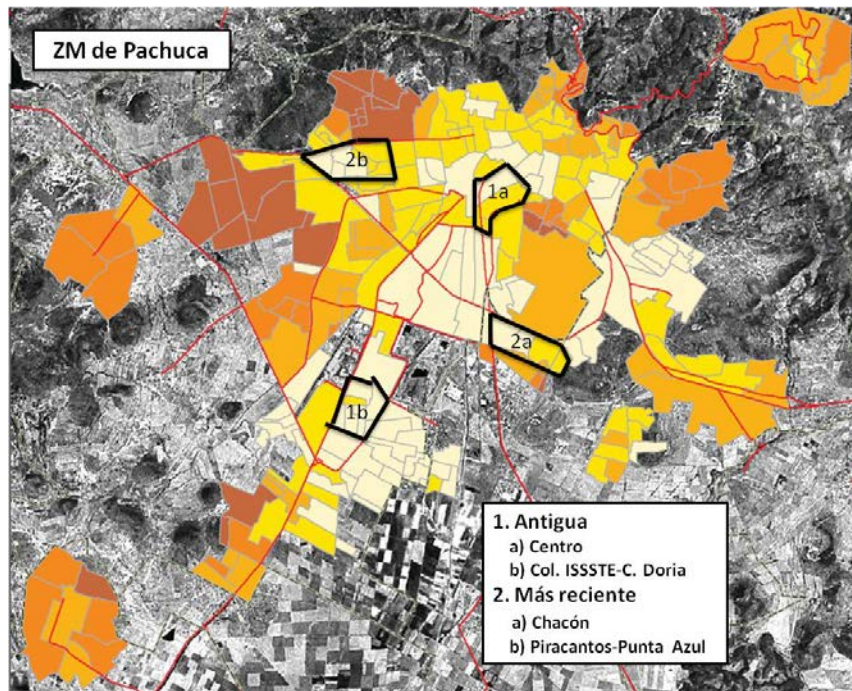 ZM de Pachuca
2b
1a
2a
1b
1. Antigua
a) Centro
b) Col. ISSSTE-C. Doria
2. Más reciente
a) Chacón
b) Piracantos-Punta Azul